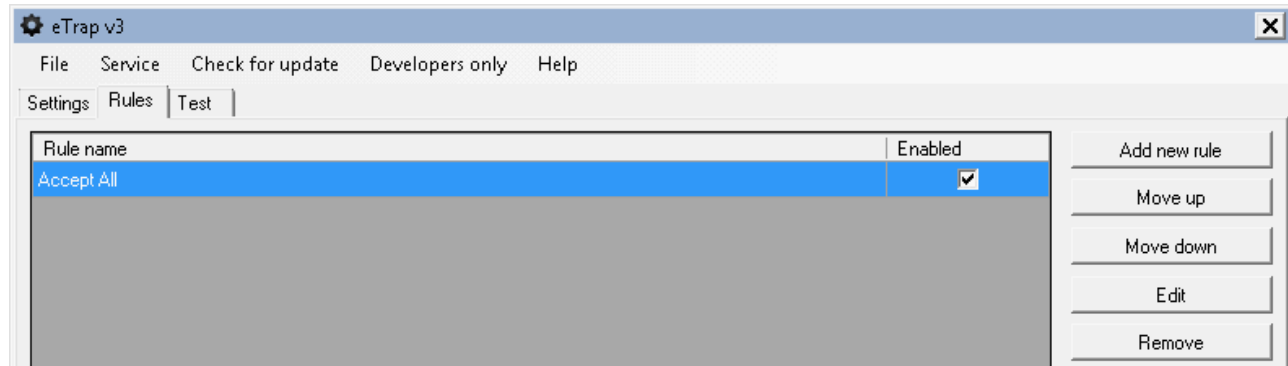 eTrap v3
File Service Check for update Developers only Help
Settings Rules Test
Rule name Enabled
Add new rule
Accept All
Move up
Move down
Edit
Remove